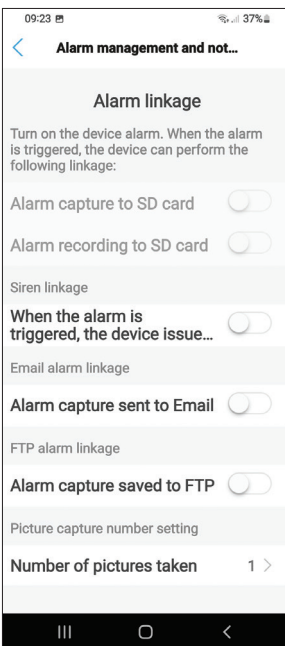 09:23 37%
Alarm management and not...
Alarm linkage
Turn on the device alarm. When the alarm
is triggered, the device can perform the
following linkage:
Alarm capture to SD card
Alarm recording to SD card
Siren linkage
When the alarm is
triggered, the device issue...
Email alarm linkage
Alarm capture sent to Email
FTP alarm linkage
Alarm capture saved to FTP
Picture capture number setting
Number of pictures taken 1